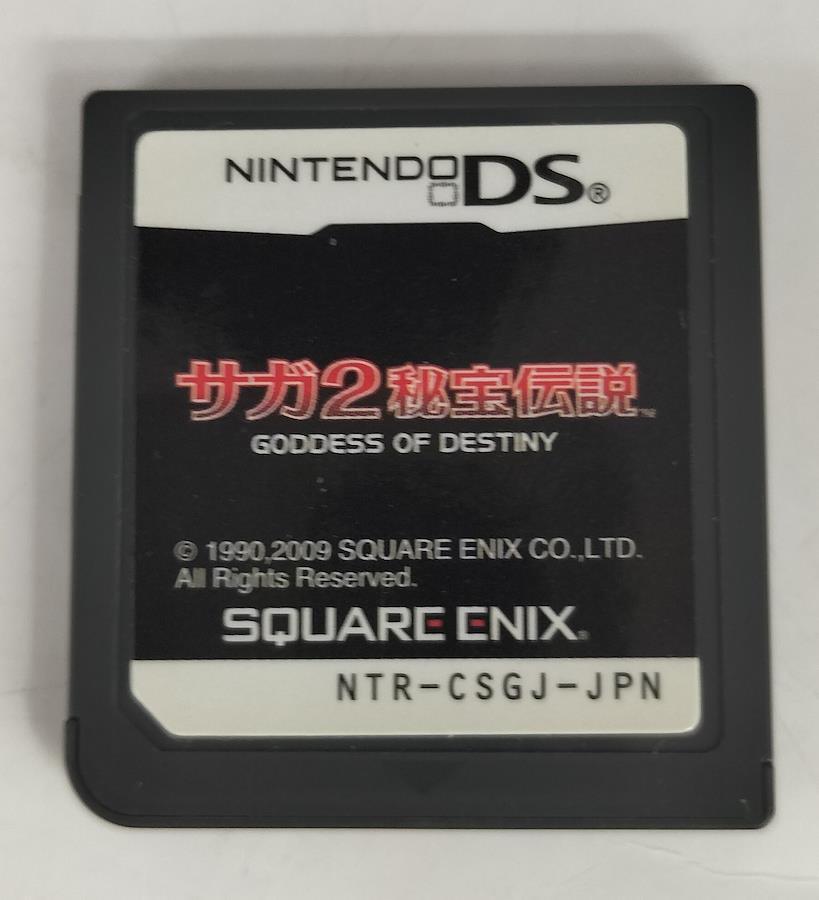 NINTENDO DS®
サガ2秘宝伝説™
GODDESS OF DESTINY
© 1990,2009 SQUARE ENIX CO.,LTD.
All Rights Reserved.
SQUARE ENIX®
NTR-CSGJ-JPN